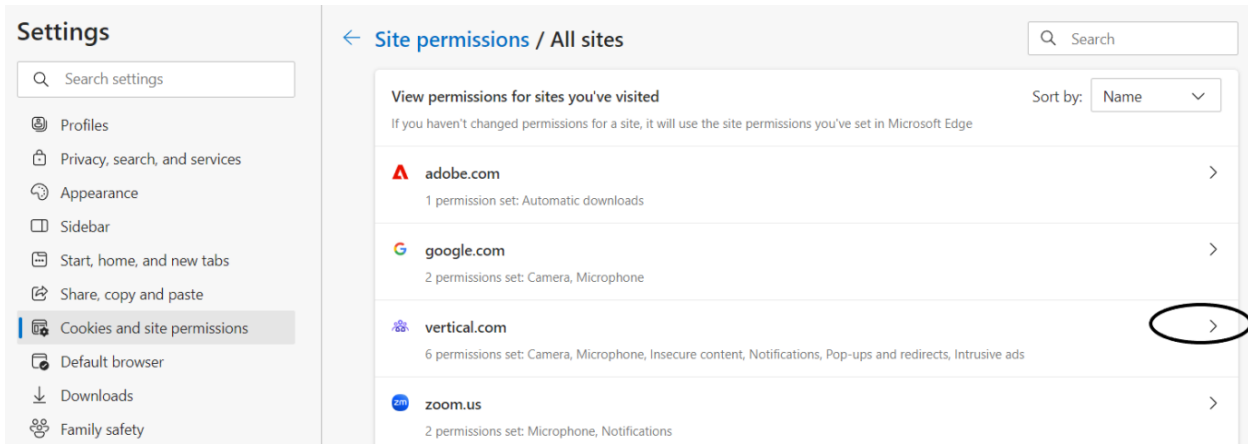 Settings
Search settings
Profiles
Privacy, search, and services
Appearance
Sidebar
Start, home, and new tabs
Share, copy and paste
Cookies and site permissions
Default browser
Downloads
Family safety
Site permissions / All sites
Search
View permissions for sites you've visited
Sort by: Name
If you haven't changed permissions for a site, it will use the site permissions you've set in Microsoft Edge
adobe.com
1 permission set: Automatic downloads
google.com
2 permissions set: Camera, Microphone
vertical.com
6 permissions set: Camera, Microphone, Insecure content, Notifications, Pop-ups and redirects, Intrusive ads
zm
zoom.us
2 permissions set: Microphone, Notifications